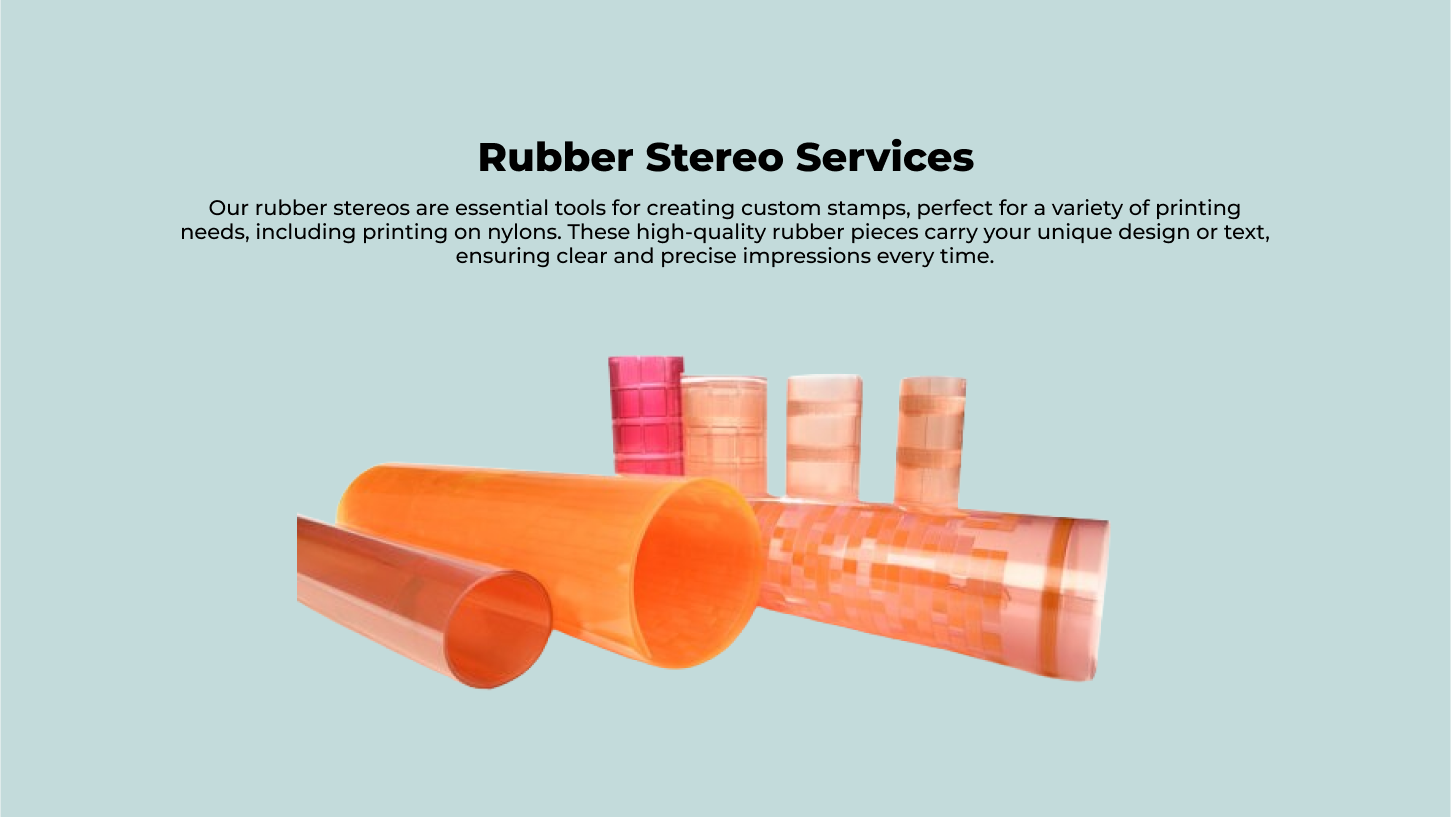 Rubber Stereo Services
Our rubber stereos are essential tools for creating custom stamps, perfect for a variety of printing
needs, including printing on nylons. These high-quality rubber pieces carry your unique design or text,
ensuring clear and precise impressions every time.